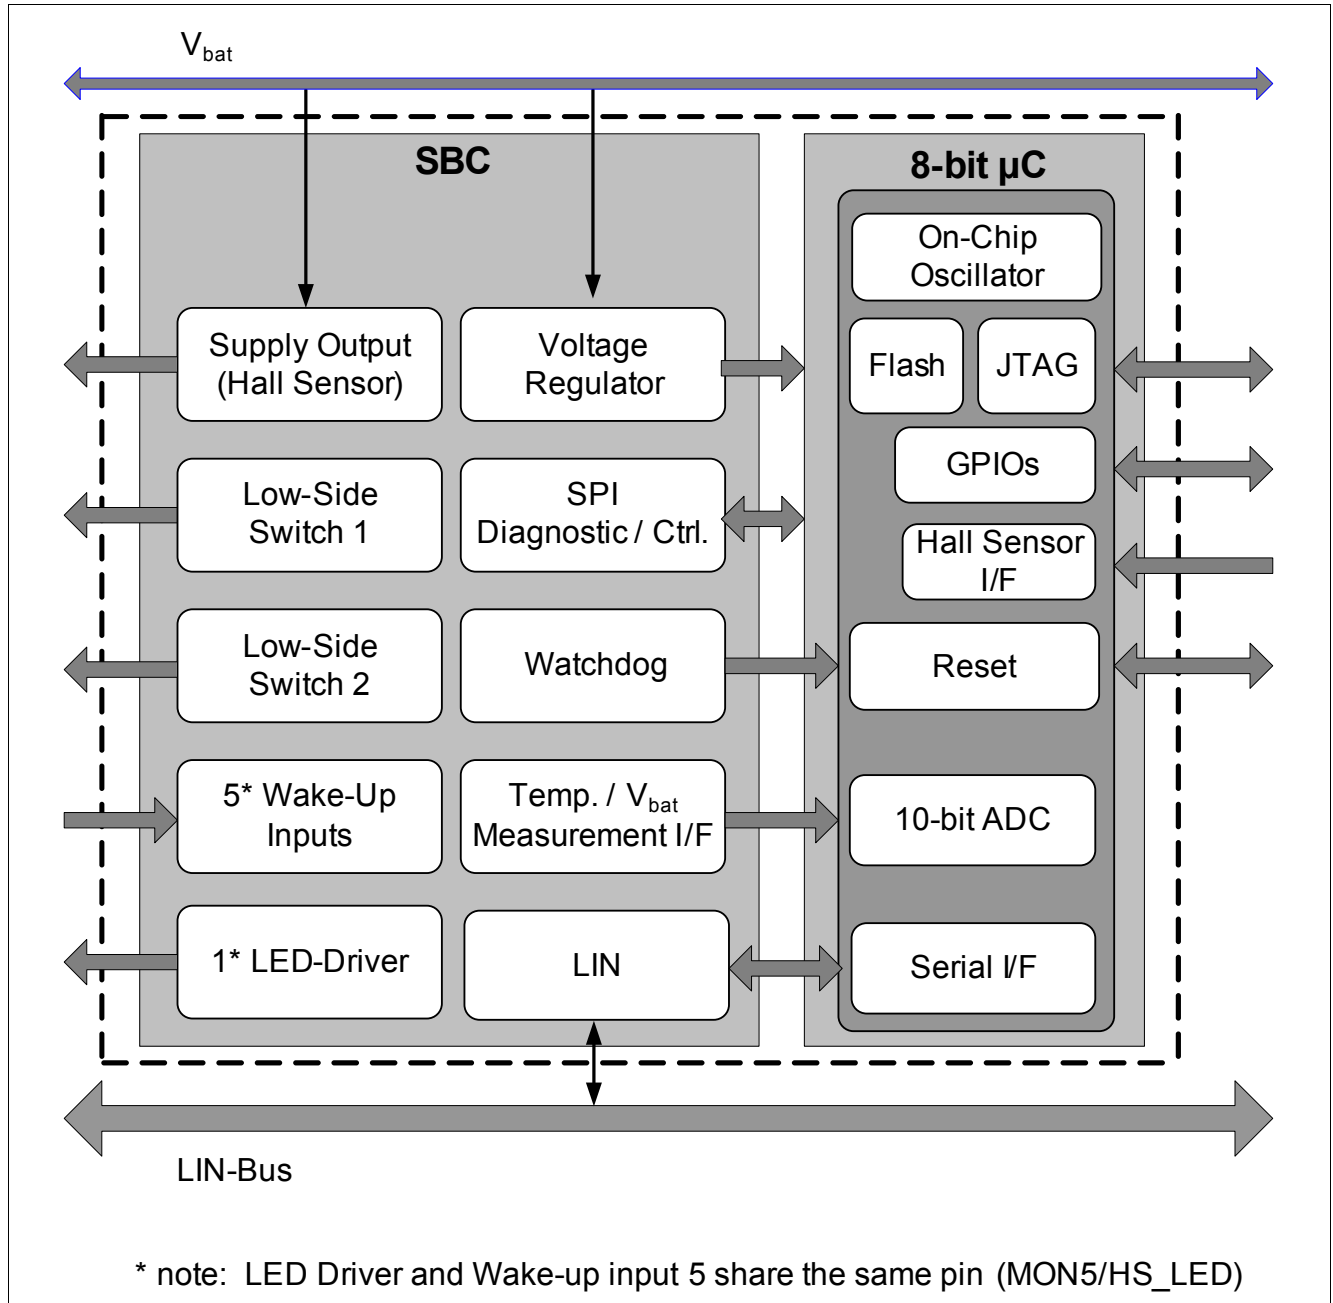 Vbat
SBC
8-bit µC
On-Chip
Oscillator
Supply Output
(Hall Sensor)
Voltage
Regulator
Flash
JTAG
GPIOs
Low-Side
Switch 1
SPI
Diagnostic / Ctrl.
Hall Sensor
I/F
Low-Side
Switch 2
Watchdog
Reset
5* Wake-Up
Inputs
Temp. / Vbat
Measurement I/F
10-bit ADC
1* LED-Driver
LIN
Serial I/F
LIN-Bus
* note: LED Driver and Wake-up input 5 share the same pin (MON5/HS_LED)